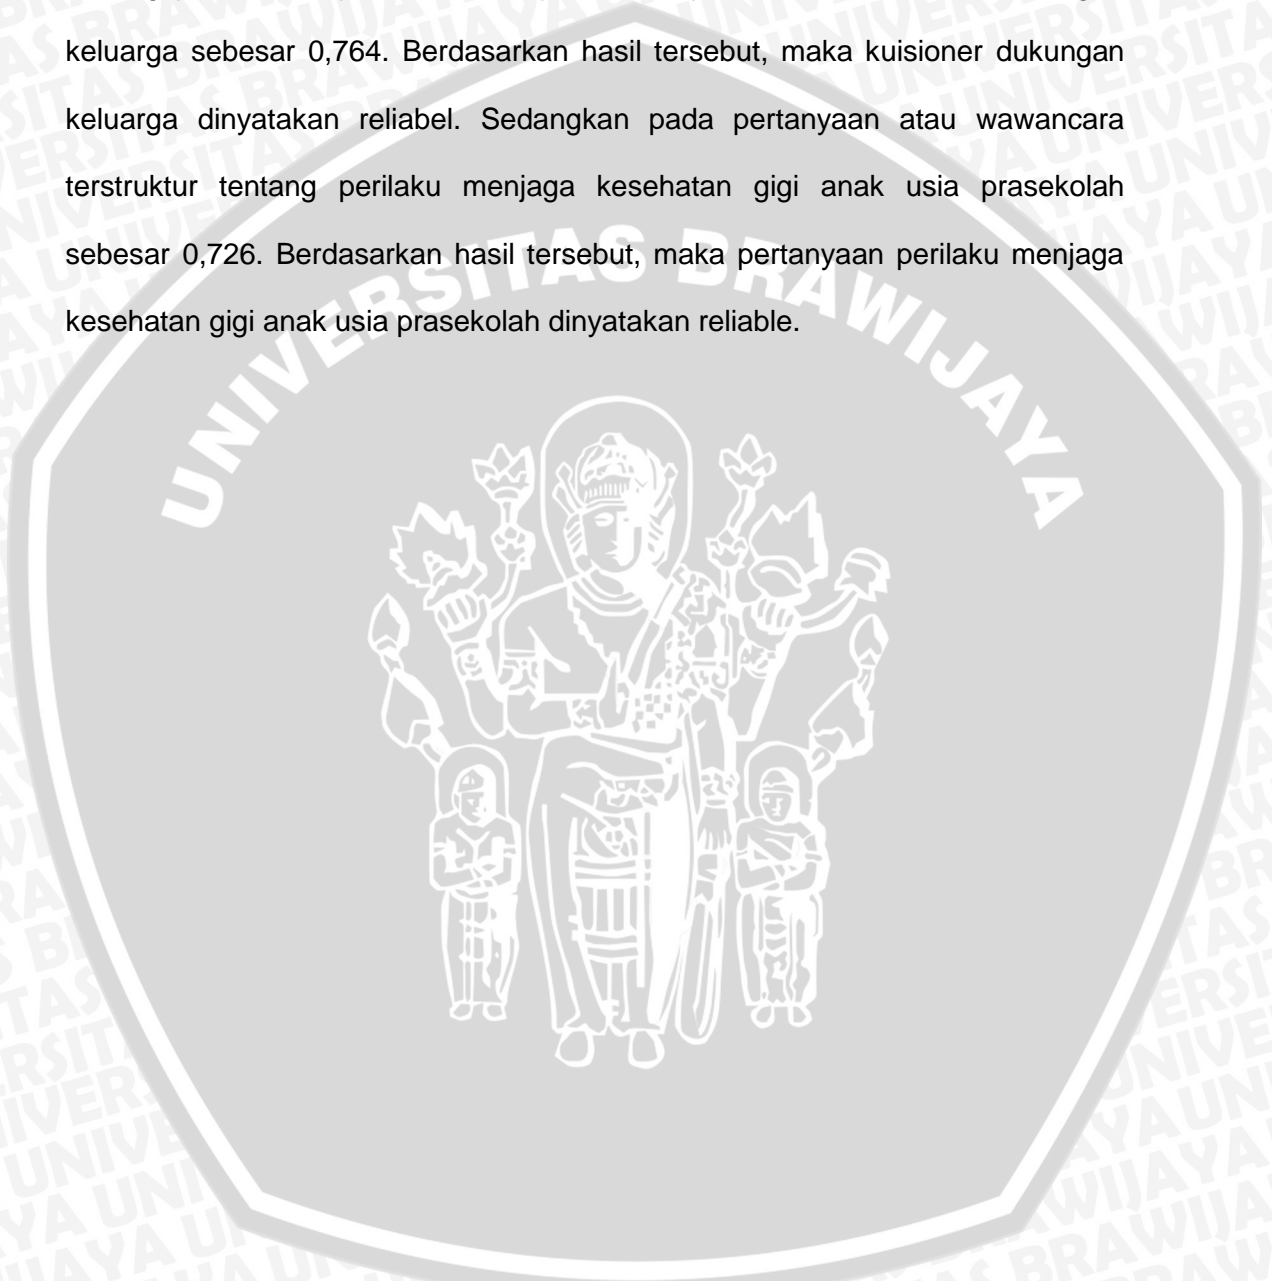 keluarga sebesar 0,764. Berdasarkan hasil tersebut, maka kuisioner dukungan
keluarga dinyatakan reliabel. Sedangkan pada pertanyaan atau wawancara
terstruktur tentang perilaku menjaga kesehatan gigi anak usia prasekolah
sebesar 0,726. Berdasarkan hasil tersebut, maka pertanyaan perilaku menjaga
kesehatan gigi anak usia prasekolah dinyatakan reliable.
UNIVERSITAS BRAWIJAYA